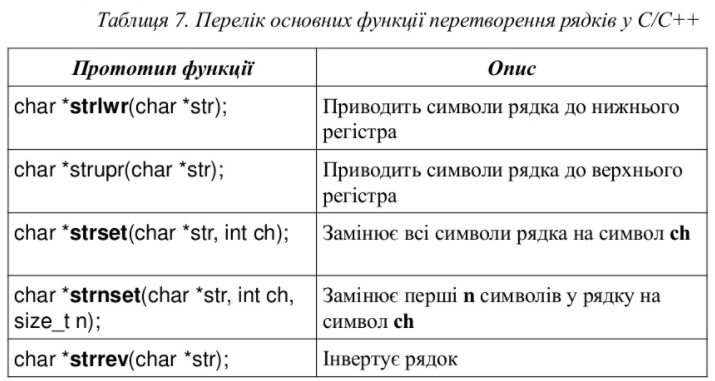 Таблиця 7. Перелік основних функції перетворення рядків у C/C++
Прототип функції
Опис
char *strlwr(char *str);
Приводить символи рядка до нижнього
регістра
char *strupr(char *str);
Приводить символи рядка до верхнього
регістра
char *strset(char *str, int ch);
Замінює всі символи рядка на символ ch
char *strnset(char *str, int ch,
size_t n);
Замінює перші n символів у рядку на
символ ch
char *strrev(char *str);
Інвертує рядок